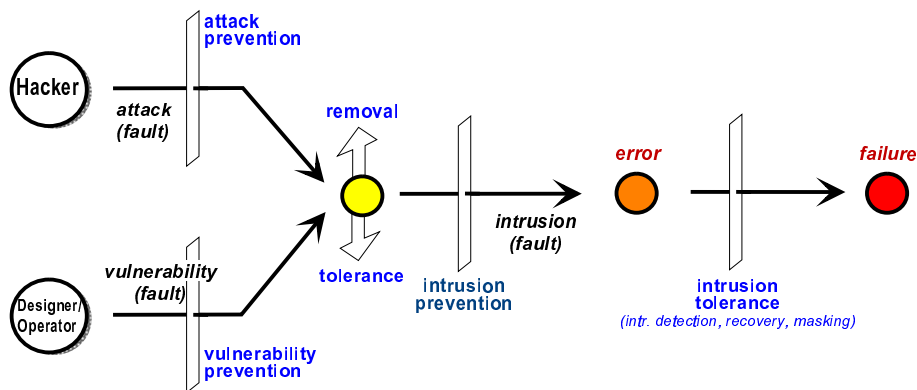 attack
prevention
Hacker
attack
(fault)
removal
error
failure
vulnerability
(fault)
tolerance
intrusion
(fault)
intrusion
prevention
intrusion
tolerance
(intr. detection, recovery, masking)
Designer/
Operator
vulnerability
prevention